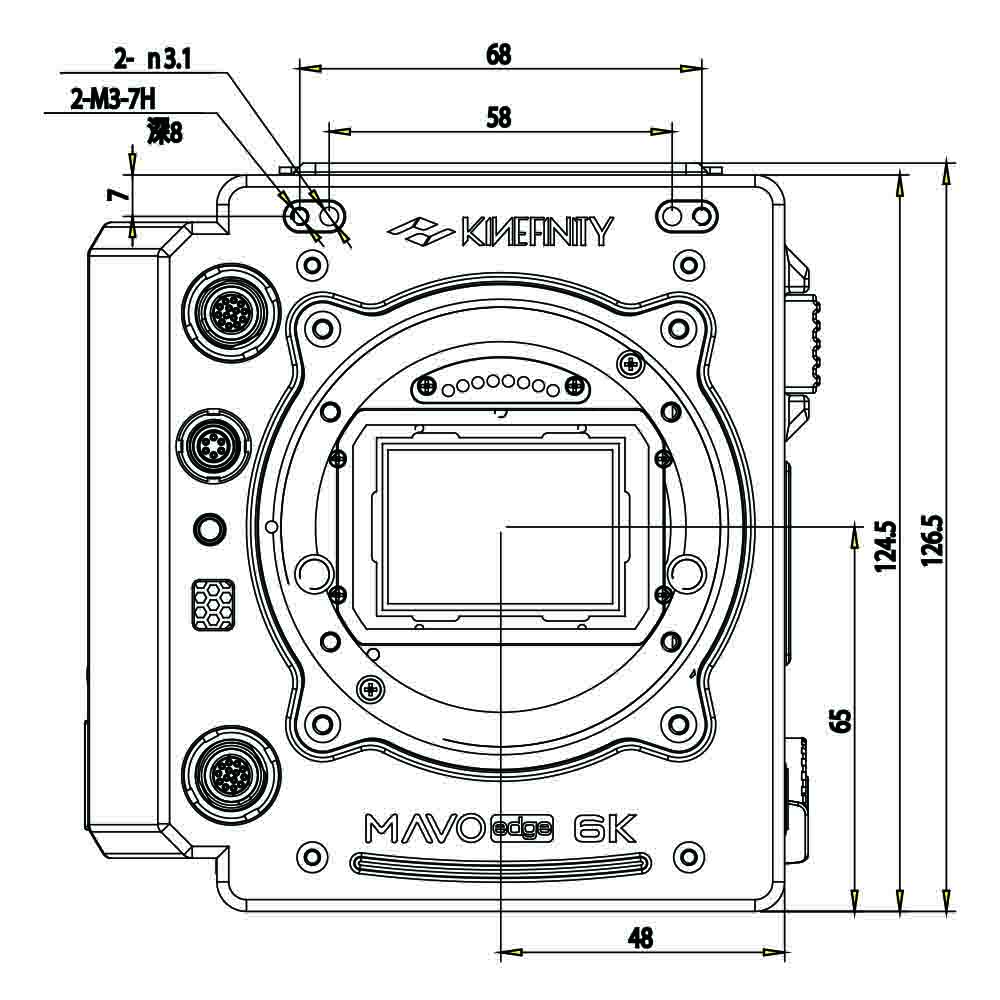 68
2- n3.1
2-M3-7H
深8
58
7
KINEFINITY
124.5
126.5
65
MAVO edge 6K
48